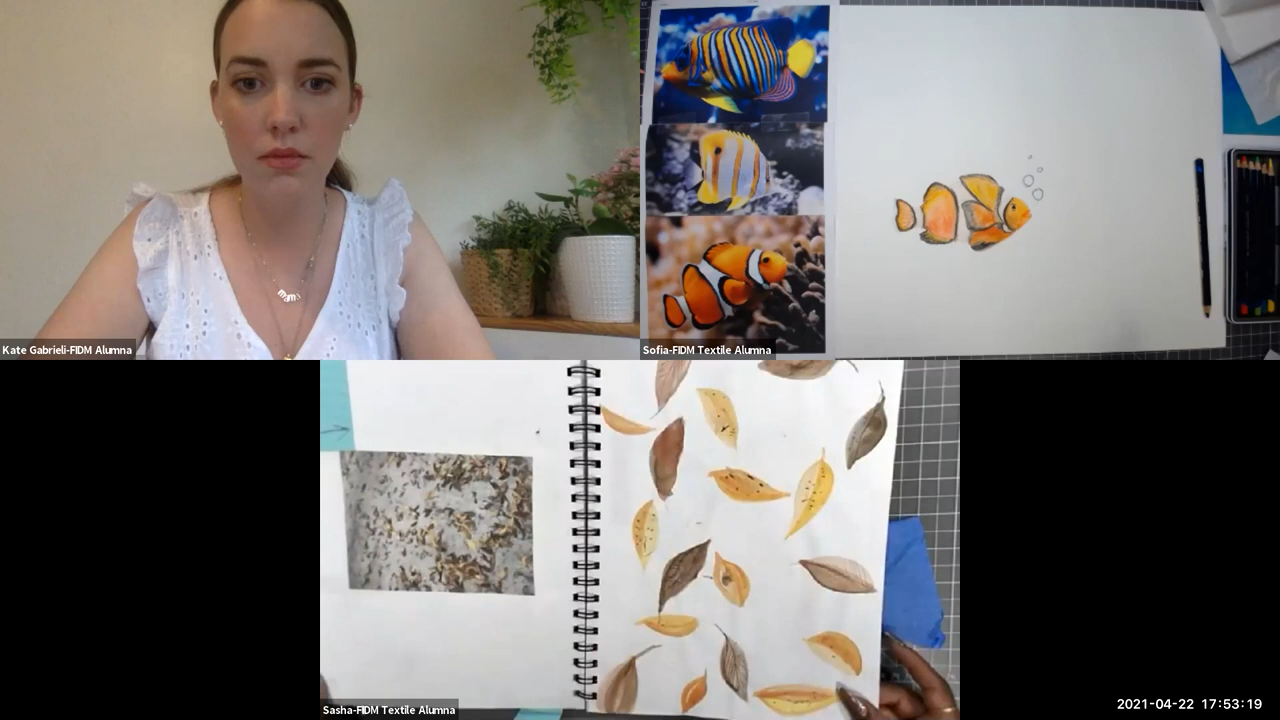 Kate Gabrieli-FIDM Alumna
Sofia-FIDM Textile Alumna
Sasha-FIDM Textile Alumna
2021-04-22 17:53:19